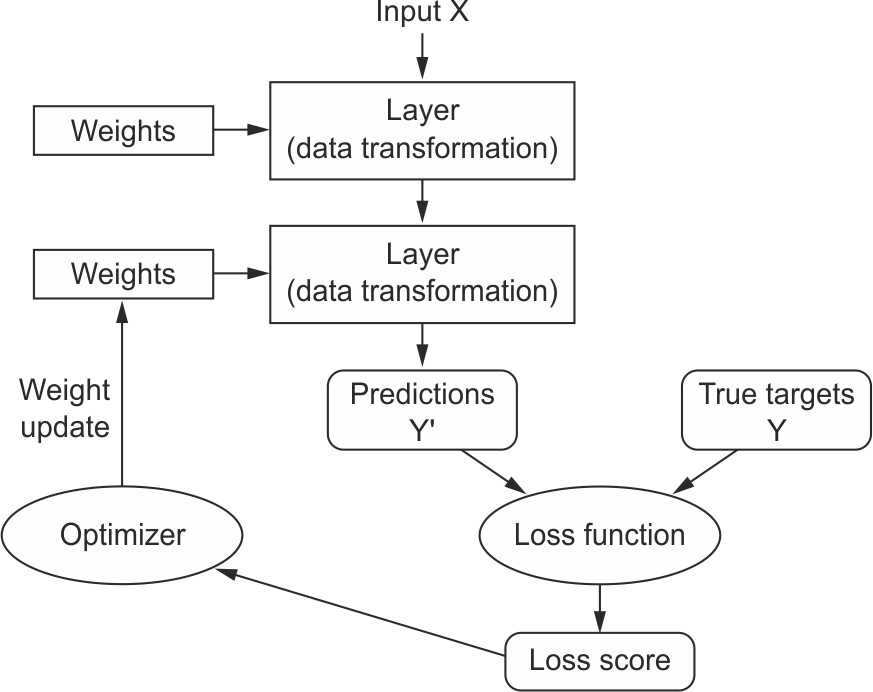 Input X
Weights
Layer
(data transformation)
Weights
Layer
(data transformation)
Weight
update
Predictions
Y'
True targets
Y
Optimizer
Loss function
Loss score